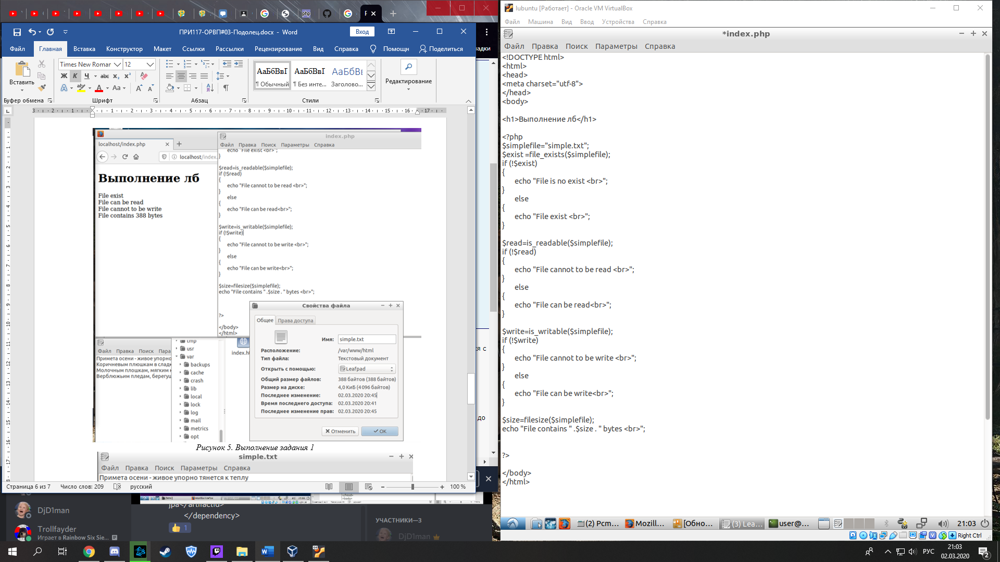 ПРИ117-ОРВП#03-Подолец.docx - Word
Вход
Файл
Главная
Вставка
Конструктор
Макет
Ссылки
Рассылки
Рецензирование
Вид
Справка
Помощн
Поделиться
Вставить
Буфер обмена
Times New Romar
12
Ж К Ч abc x₂ x²
Шрифт
Абзац
АаБбВвГ
¶ Обычный
АаБбВвГ
¶ Без инте...
АаБбВ
Заголово...
Стили
Редактирование
localhost/index.php
localhost/index.
Выполнение лб
File exist
File can be read
File cannot to be write
File contains 388 bytes
index.php
Файл Правка Поиск Параметры Справка
echo "File exist <br>";
}
$read=is_readable($simplefile);
if (!$read)
{
echo "File cannot to be read <br>";
}
else
{
echo "File can be read<br>";
}
$write=is_writable($simplefile);
if (!$write)
{
echo "File cannot to be write <br>";
}
else
{
echo "File can be write<br>";
}
$size=filesize($simplefile);
echo "File contains " .$size . " bytes <br>";
?>
</body>
</html>
Файл Правка Поиск Пара
Примета осени - живое упорно
Коричневым плюшкам, в сладк
Молочным плошкам, мягким к
Верблюжьим пледам, берегущ
tmp
usr
var
backups
cache
crash
lib
local
lock
log
mail
metrics
opt
index.h
Свойства файла
Общее
Права доступа
Имя: simple.txt
Расположение: /var/www/html
Тип файла: Текстовый документ
Открыть с помощью: Leafpad
Общий размер файлов: 388 байтов (388 байтов)
Размер на диске: 4,0 КиБ (4 096 байтов)
Последнее изменение: 02.03.2020 20:45
Время последнего доступа: 02.03.2020 20:41
Последнее изменение прав: 02.03.2020 20:45
Отменить
OK
Рисунок 5. Выполнение задания 1
simple.txt
Файл Правка Поиск Параметры Справка
Примета осени - живое упорно тянется к теплу
Страница 6 из 7
Число слов: 209
русский
100 %
адки
ся с
до
DjD1man
Trollfayder
Играет в Rainbow Six Sie...
jpa</artifactId>
</dependency>
1
УЧАСТНИКИ—3
DjD1man
lubuntu [Работает] - Oracle VM VirtualBox
Файл Машина Вид Ввод Устройства Справка
*index.php
Файл Правка Поиск Параметры Справка
<!DOCTYPE html>
<html>
<head>
<meta charset="utf-8">
</head>
<body>
<h1>Выполнение лб</h1>
<?php
$simplefile="simple.txt";
$exist =file_exists($simplefile);
if (!$exist)
{
echo "File is no exist <br>";
}
else
{
echo "File exist <br>";
}
$read=is_readable($simplefile);
if (!$read)
{
echo "File cannot to be read <br>";
}
else
{
echo "File can be read<br>";
}
$write=is_writable($simplefile);
if (!$write)
{
echo "File cannot to be write <br>";
}
else
{
echo "File can be write<br>";
}
$size=filesize($simplefile);
echo "File contains " .$size . " bytes <br>";
?>
</body>
</html>
(2) Pcm...
Mozill...
[Обно...
(3) Lea...
user@...
21:03
Right Ctrl
РУС
21:03
02.03.2020
2